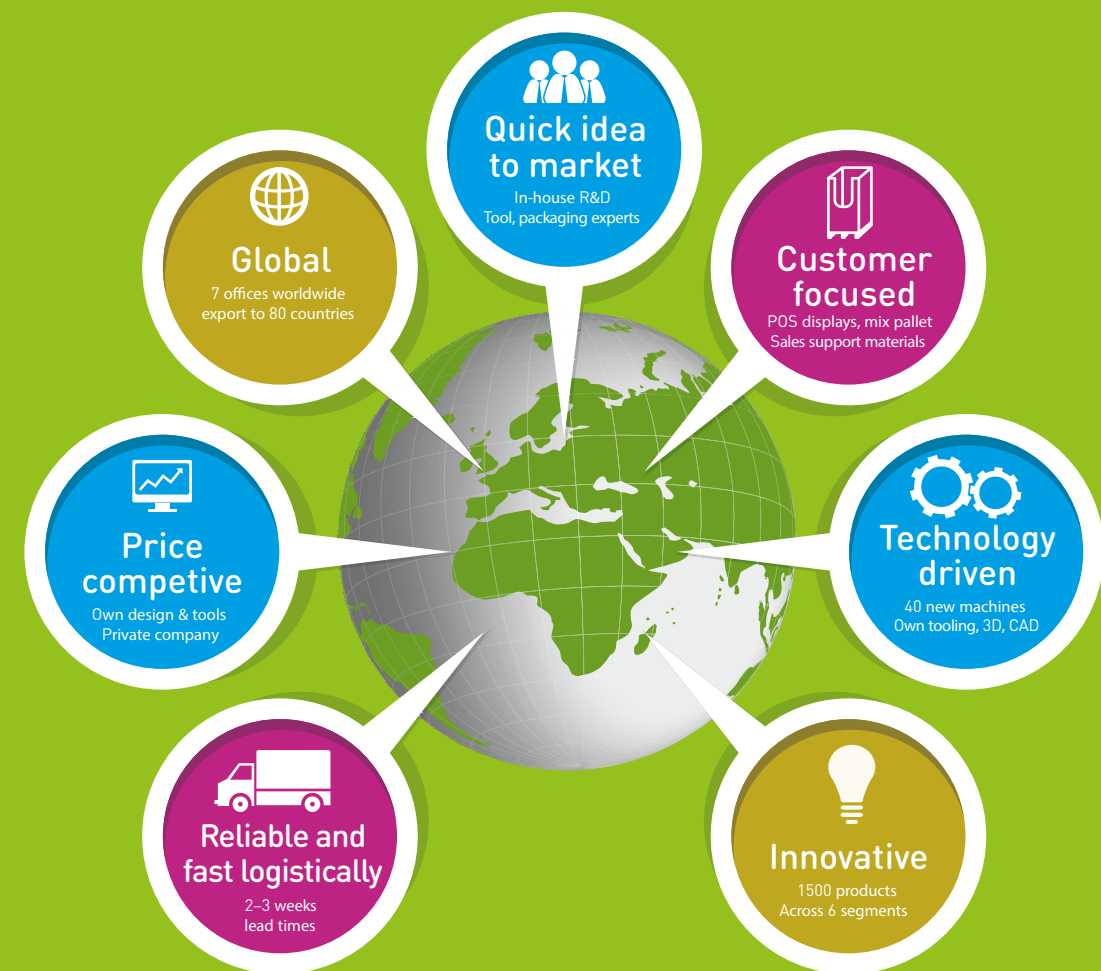 Quick idea
to market
In-house R&D
Tool, packaging experts
Global
7 offices worldwide
export to 80 countries
Customer
focused
POS displays, mix pallet
Sales support materials
Price
competive
Own design & tools
Private company
Technology
driven
40 new machines
Own tooling, 3D, CAD
Reliable and
fast logistically
2–3 weeks
lead times
Innovative
1500 products
Across 6 segments